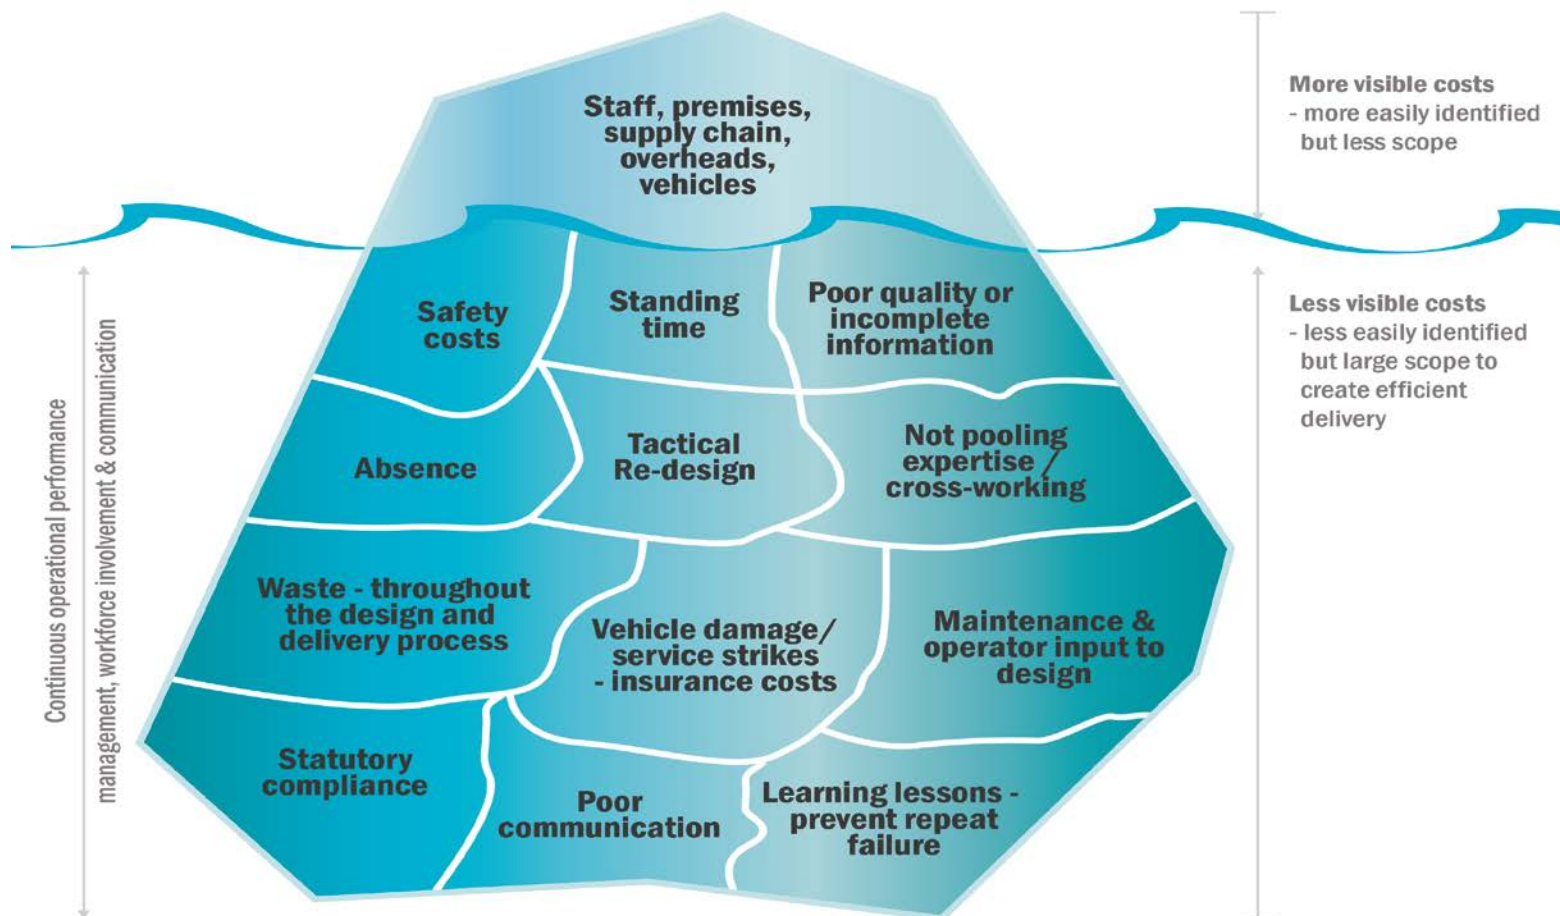 Staff, premises,
supply chain,
overheads,
vehicles
More visible costs
- more easily identified
but less scope
Safety
costs
Standing
time
Poor quality or
incomplete
information
Less visible costs
- less easily identified
but large scope to
create efficient
delivery
Continuous operational performance
management, workforce involvement & communication
Absence
Tactical
Re-design
Not pooling
expertise /
cross-working
Waste - throughout
the design and
delivery process
Vehicle damage/
service strikes
- insurance costs
Maintenance &
operator input to
design
Statutory
compliance
Poor
communication
Learning lessons -
prevent repeat
failure